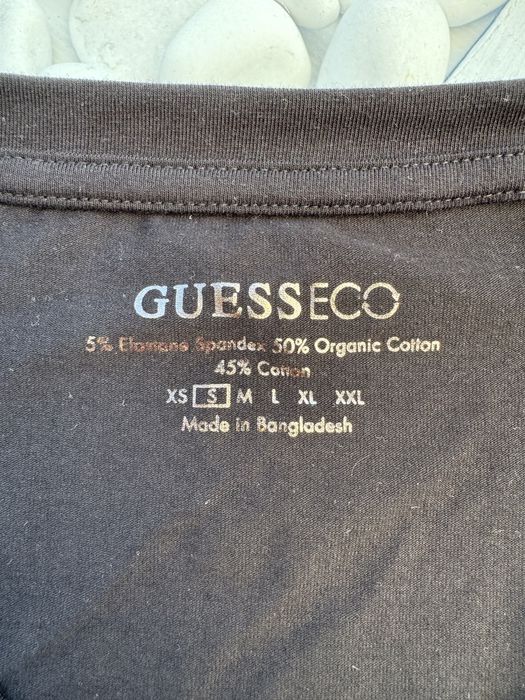 GUESSECO
5% Elastane Spandex 50% Organic Cotton
45% Cotton
XS S M L XL XXL
Made in Bangladesh